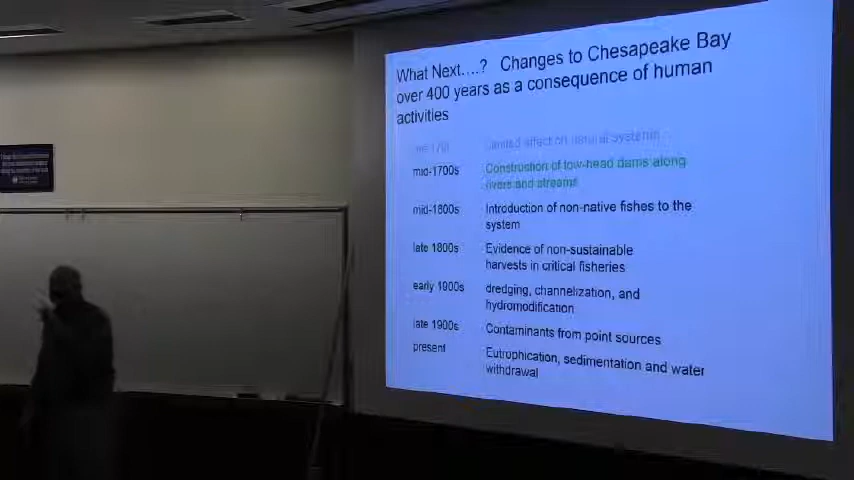 What Next....? Changes to Chesapeake Bay
over 400 years as a consequence of human
activities
Limited effect on natural systems
mid-1700s Construction of low-head dams along
rivers and streams
mid-1800s Introduction of non-native fishes to the
system
late 1800s Evidence of non-sustainable
harvests in critical fisheries
early 1900s dredging, channelization, and
hydromodification
late 1900s Contaminants from point sources
present Eutrophication, sedimentation and water
withdrawal